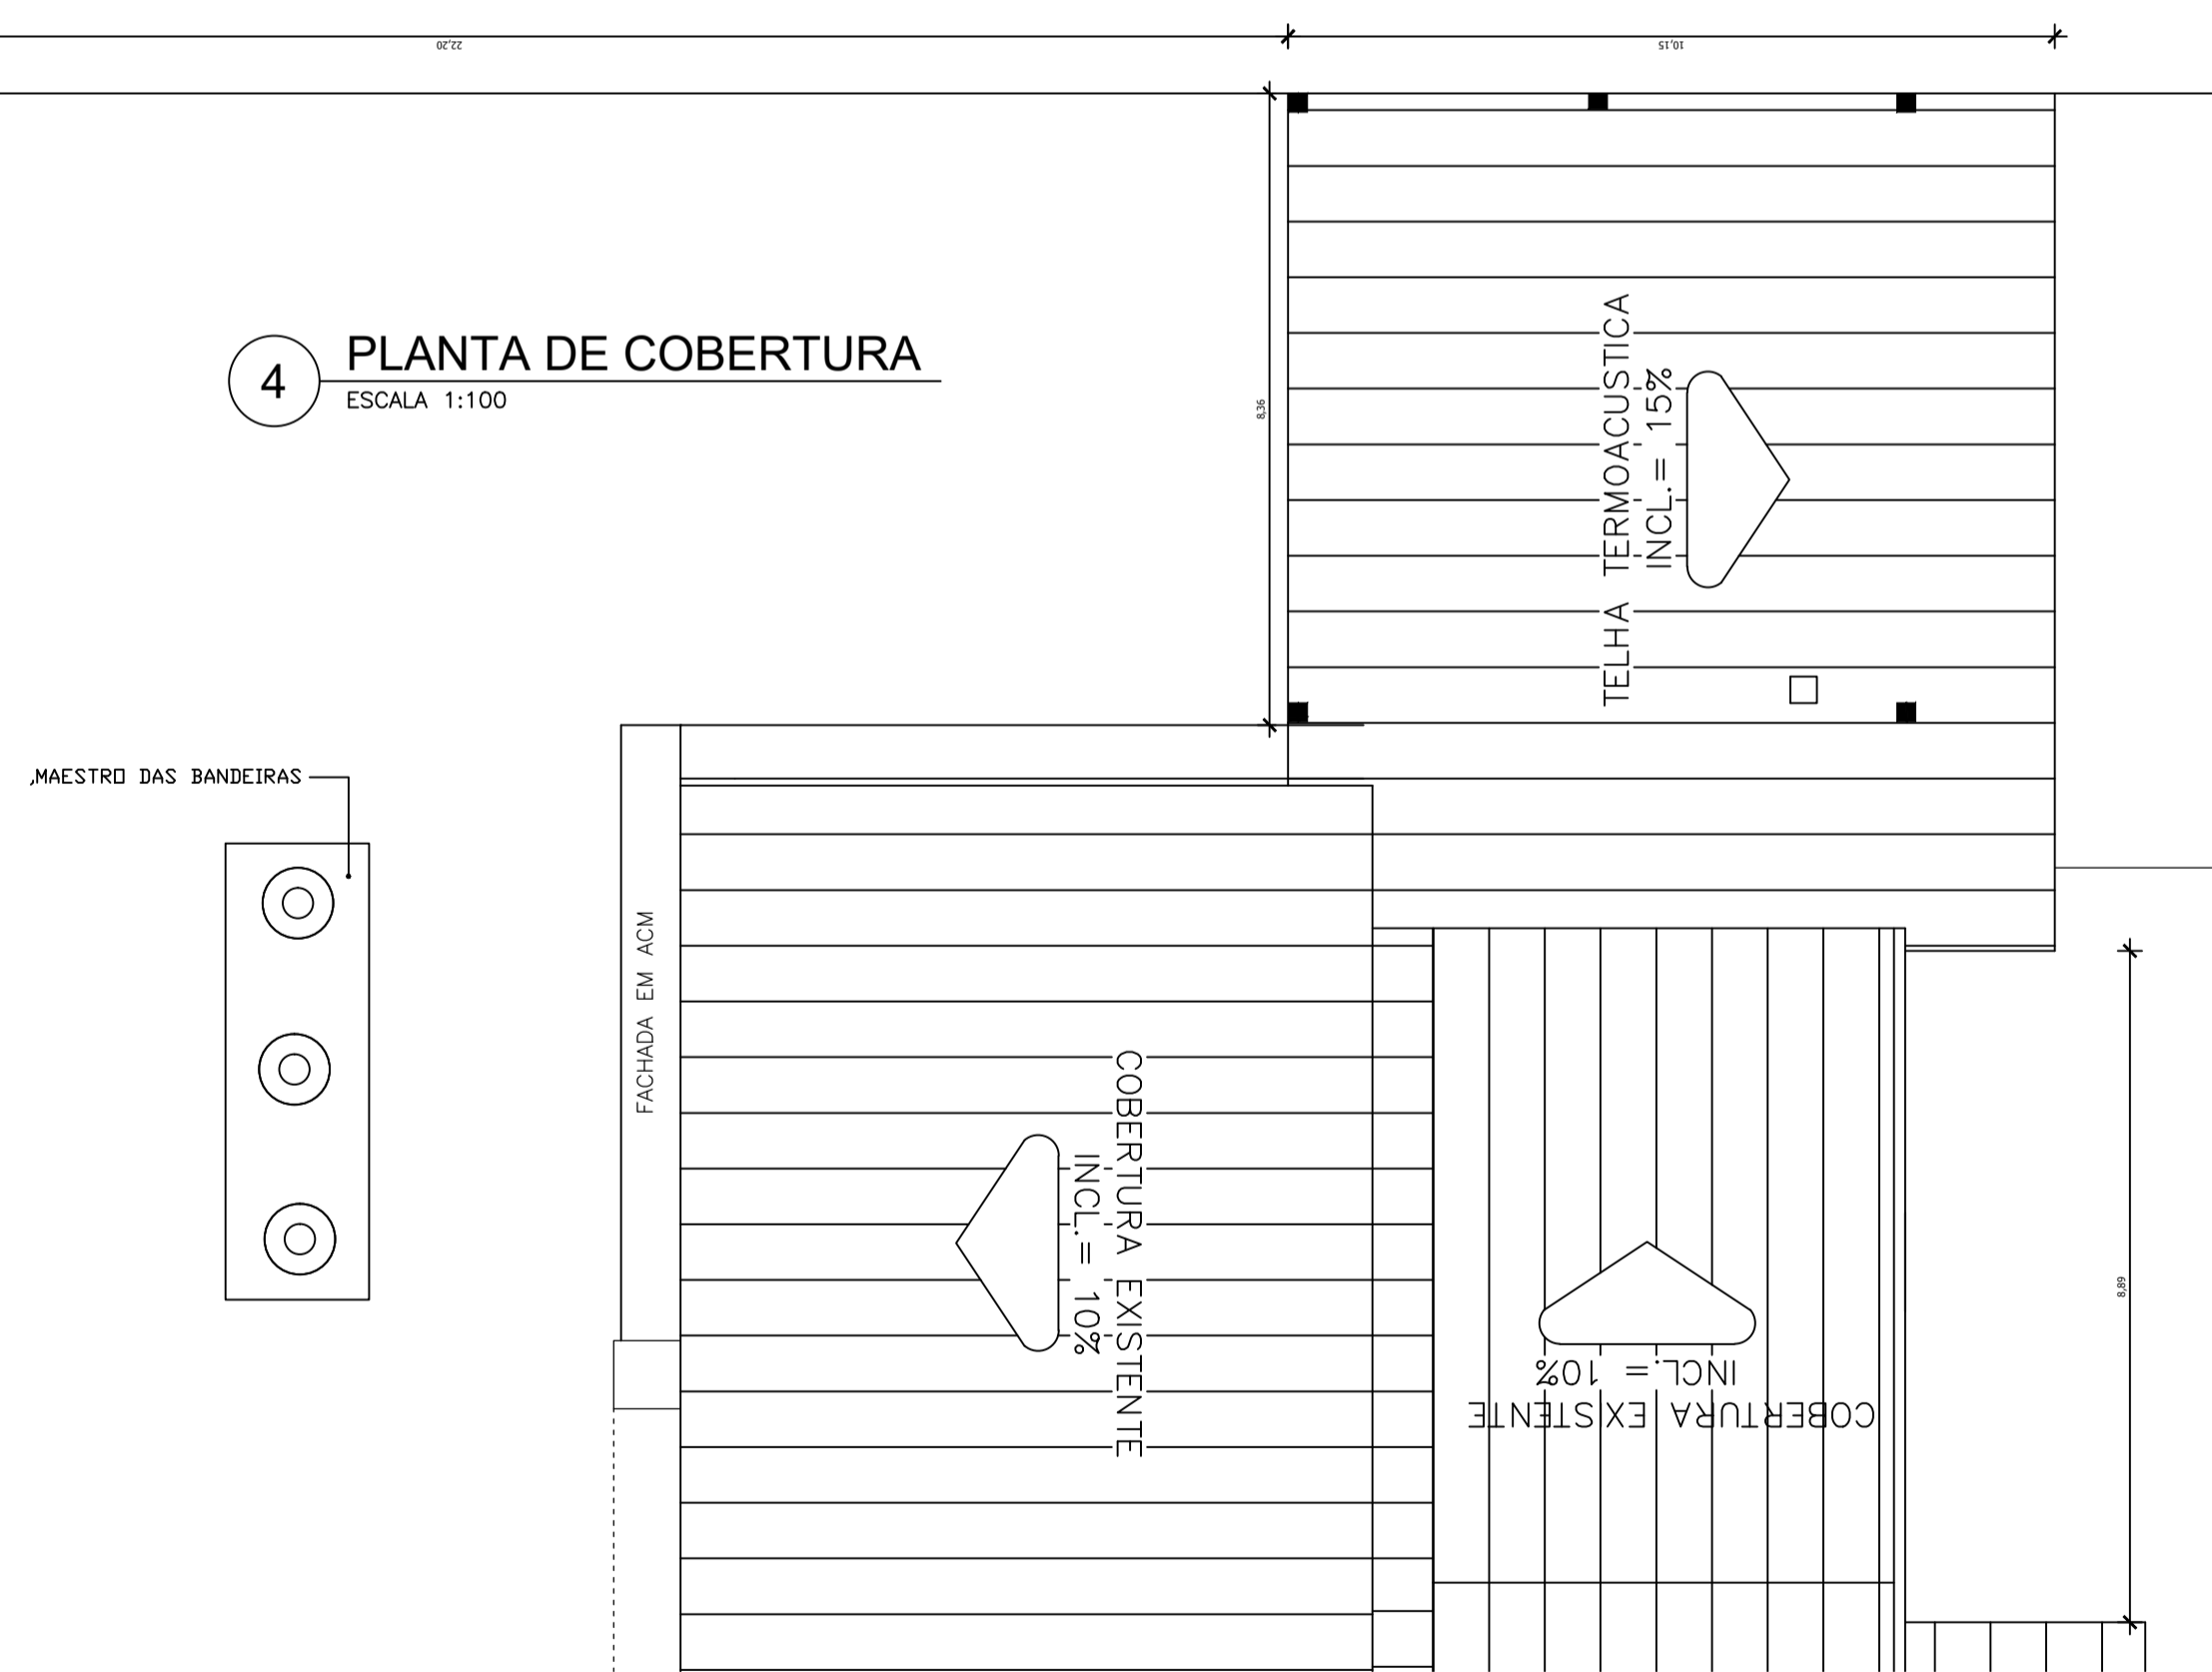 22,20
10,15
4
PLANTA DE COBERTURA
ESCALA 1:100
8,36
TELHA TERMOACUSTICA
INCL.= 15%
,MAESTRO DAS BANDEIRAS
FACHADA EM ACM
COBERTURA EXISTENTE
INCL.= 10%
COBERTURA EXISTENTE
INCL.= 10%
8,89